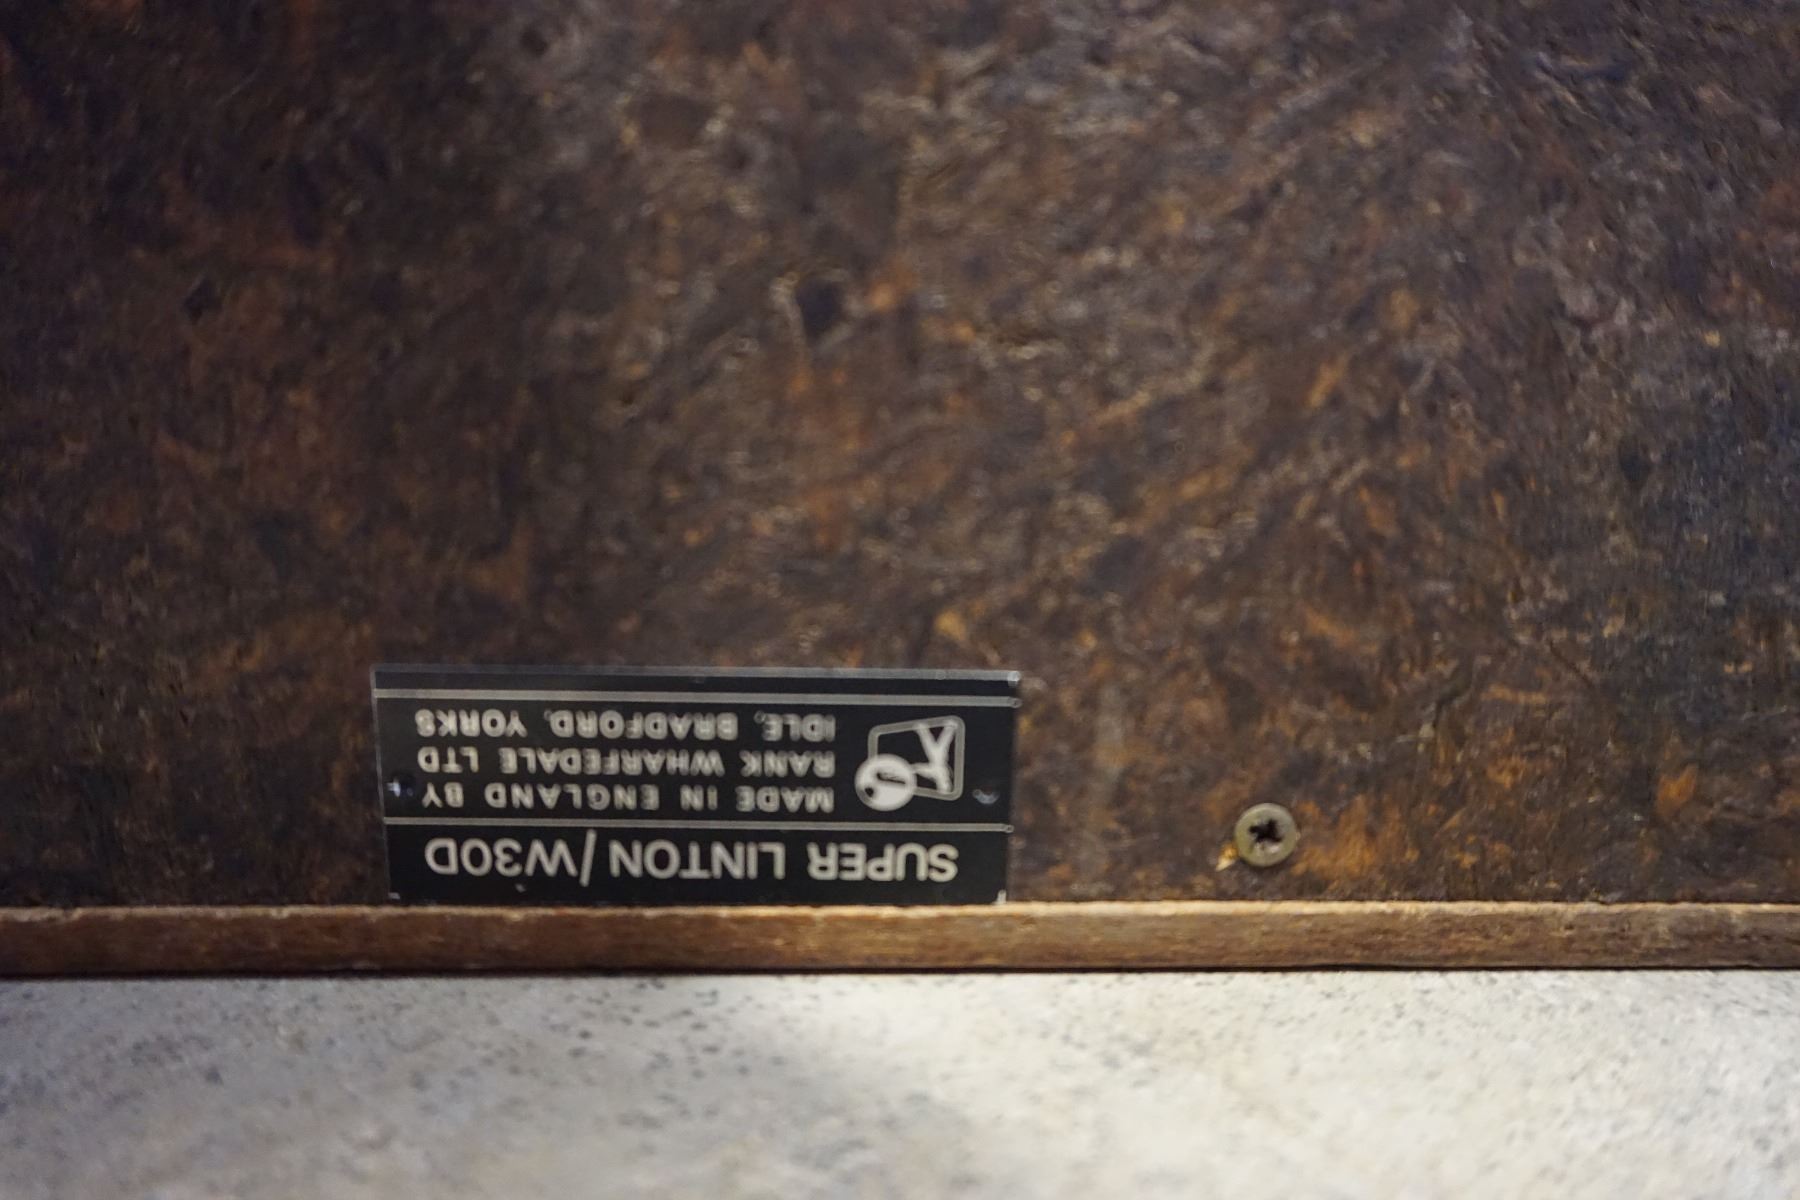 SUPER LINTON/W30D
MADE IN ENGLAND BY
RANK WHARFEDALE LTD
IDLE, BRADFORD, YORKS